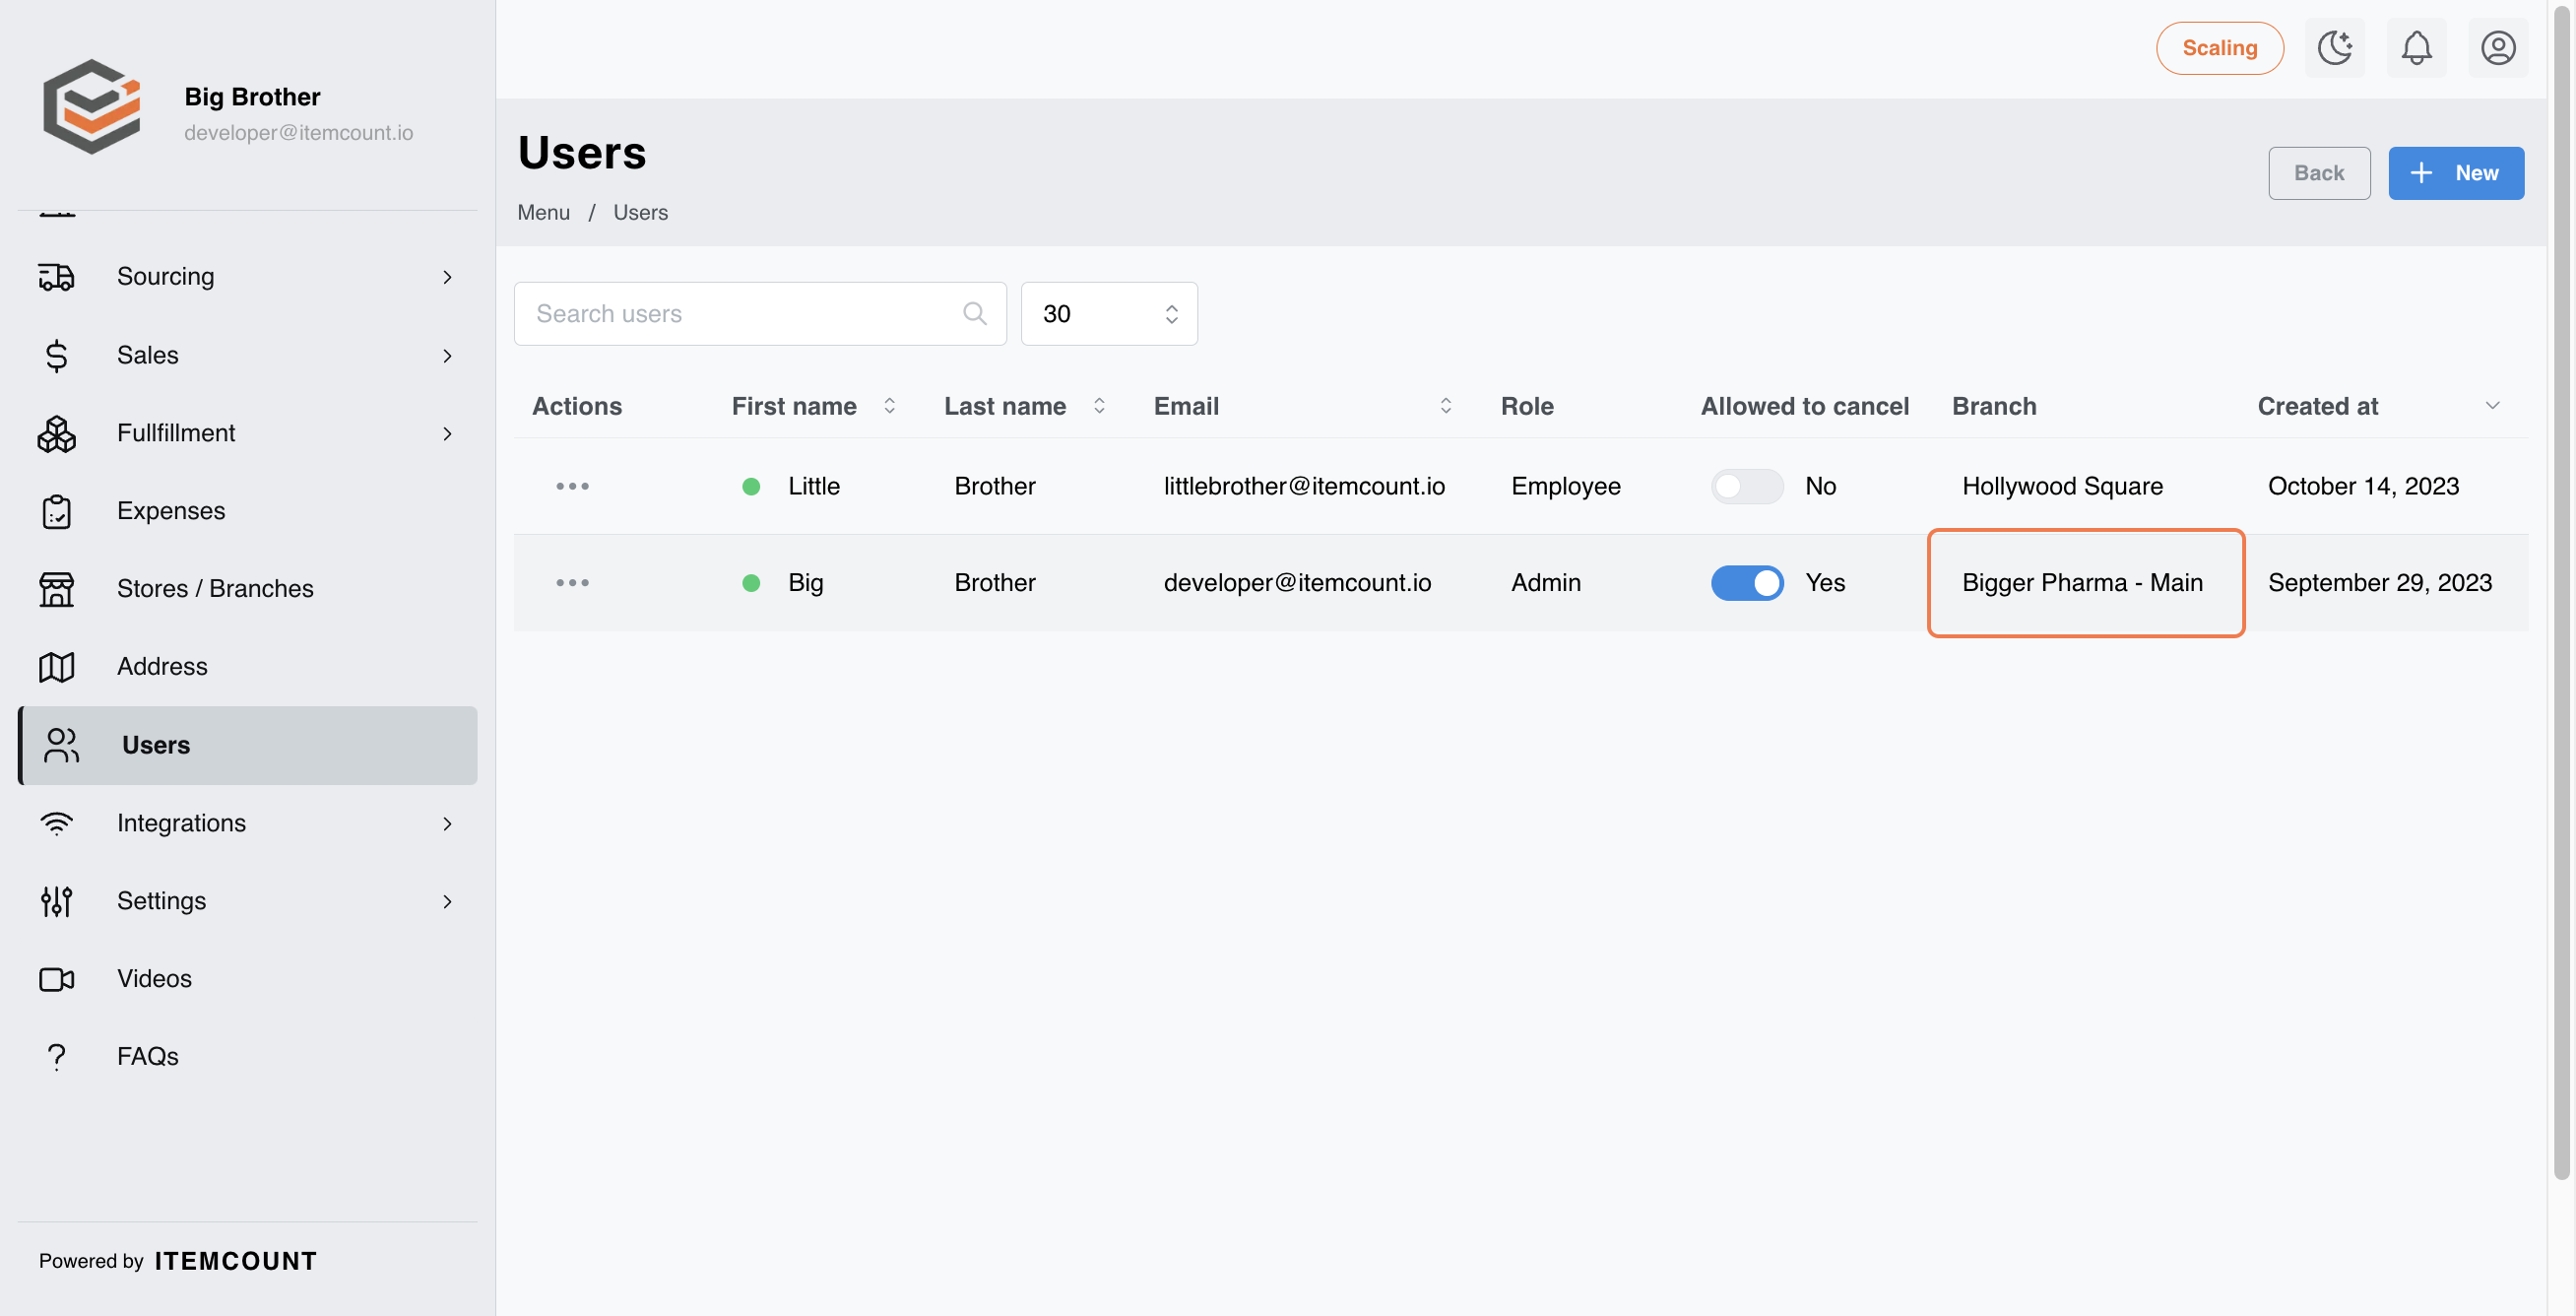 Big Brother
developer@itemcount.io
Sourcing
Sales
Fullfillment
Expenses
Stores / Branches
Address
Users
Integrations
Settings
Videos
FAQs
Powered by ITEMCOUNT
Scaling
Users
Menu / Users
Back
+ New
Search users
30
Actions First name Last name Email Role Allowed to cancel Branch Created at
Little Brother littlebrother@itemcount.io Employee No Hollywood Square October 14, 2023
Big Brother developer@itemcount.io Admin Yes Bigger Pharma - Main September 29, 2023